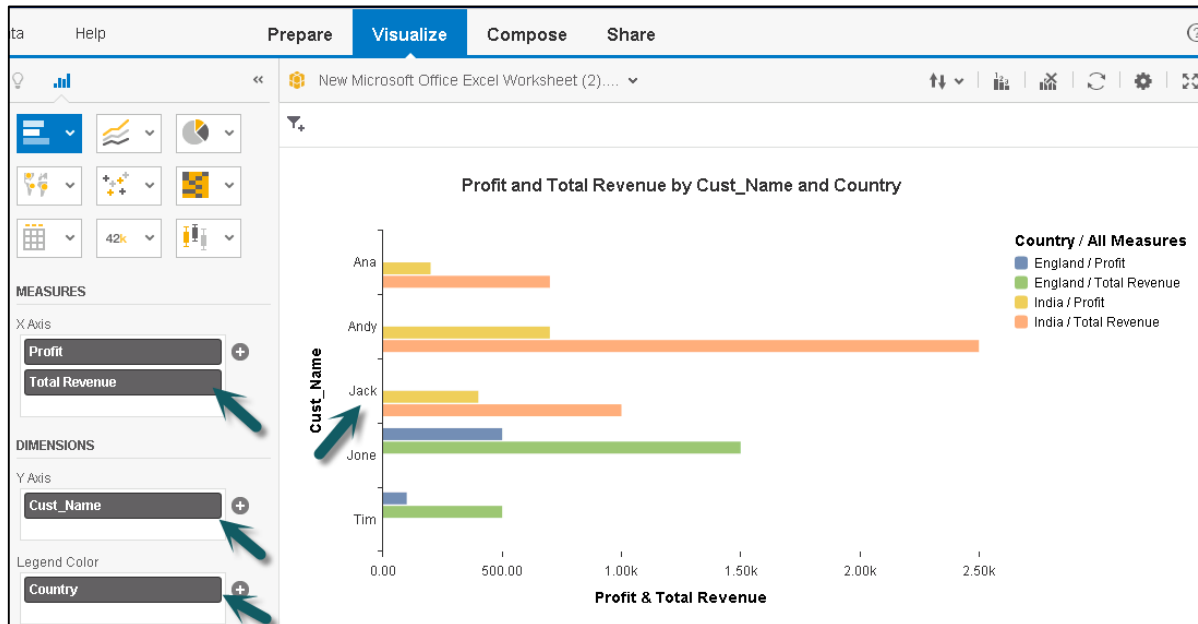 ta Help Prepare Visualize Compose Share
New Microsoft Office Excel Worksheet (2)....
42k
MEASURES
X Axis
Profit
Total Revenue
DIMENSIONS
Y Axis
Cust_Name
Legend Color
Country
Profit and Total Revenue by Cust_Name and Country
Cust_Name
Ana
Andy
Jack
Jone
Tim
0.00 500.00 1.00k 1.50k 2.00k 2.50k
Profit & Total Revenue
Country / All Measures
England / Profit
England / Total Revenue
India / Profit
India / Total Revenue